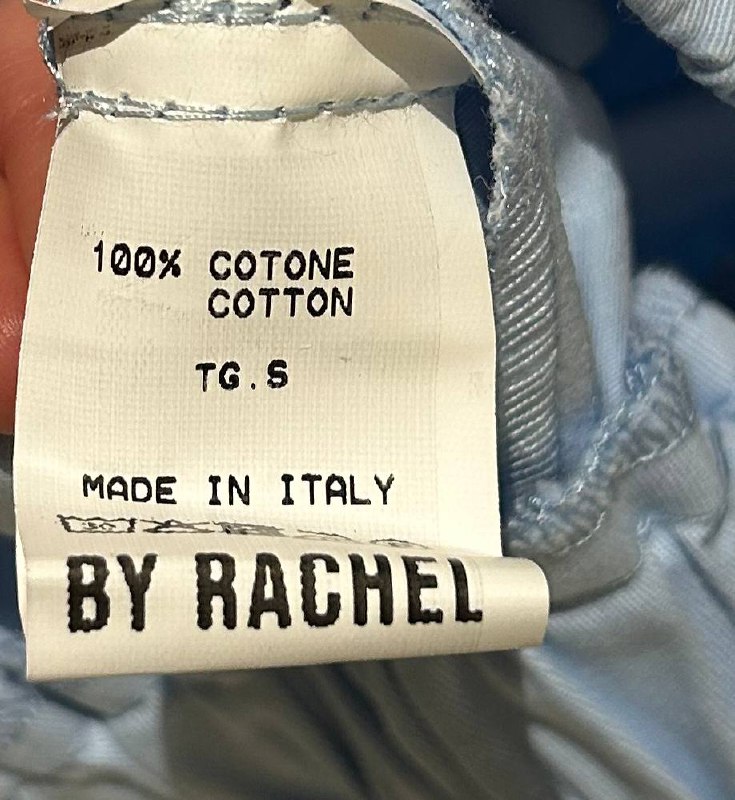 100% COTONE
COTTON
TG.S
MADE IN ITALY
BY RACHEL